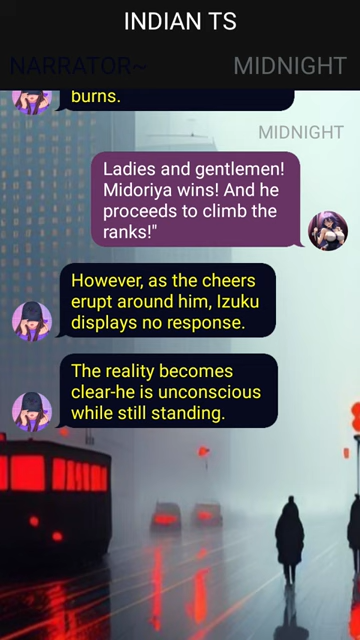 INDIAN TS
NARRATOR~ MIDNIGHT
burns.
MIDNIGHT
Ladies and gentlemen!
Midoriya wins! And he
proceeds to climb the
ranks!"
However, as the cheers
erupt around him, Izuku
displays no response.
The reality becomes
clear-he is unconscious
while still standing.